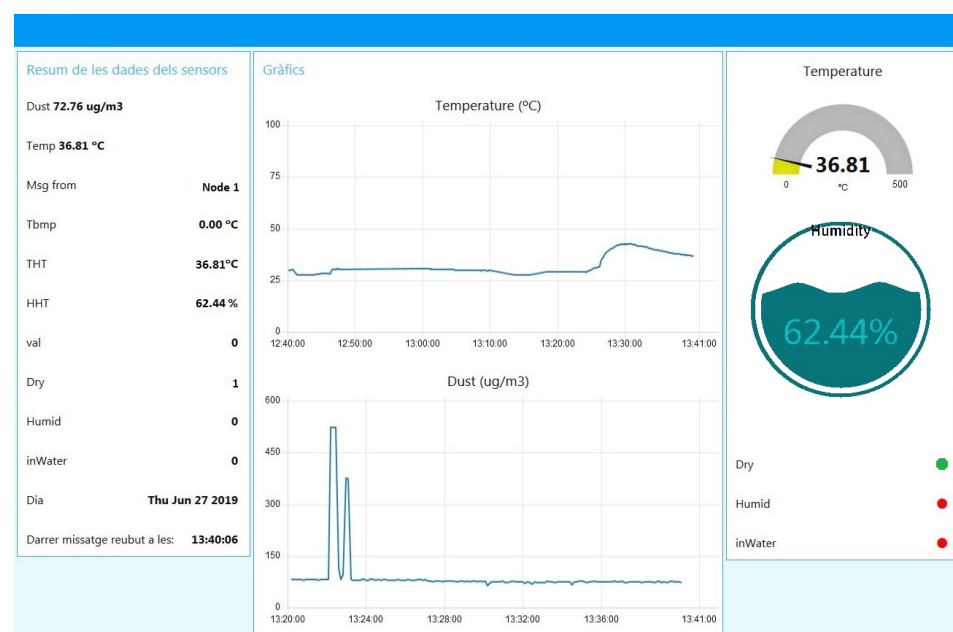 Resum de les dades dels sensors
Dust 72.76 ug/m3
Temp 36.81 ºC
Msg from Node 1
Tbmp 0.00 ºC
THT 36.81ºC
HHT 62.44 %
val 0
Dry 1
Humid 0
inWater 0
Dia Thu Jun 27 2019
Darrer missatge reubut a les: 13:40:06
Gràfics
Temperature (ºC)
100
75
50
25
0
12:40:00 12:50:00 13:00:00 13:10:00 13:20:00 13:30:00 13:41:00
Dust (ug/m3)
600
450
300
150
0
13:20:00 13:24:00 13:28:00 13:32:00 13:36:00 13:41:00
Temperature
36.81
0 ºC 500
Humidity
62.44%
Dry
Humid
inWater